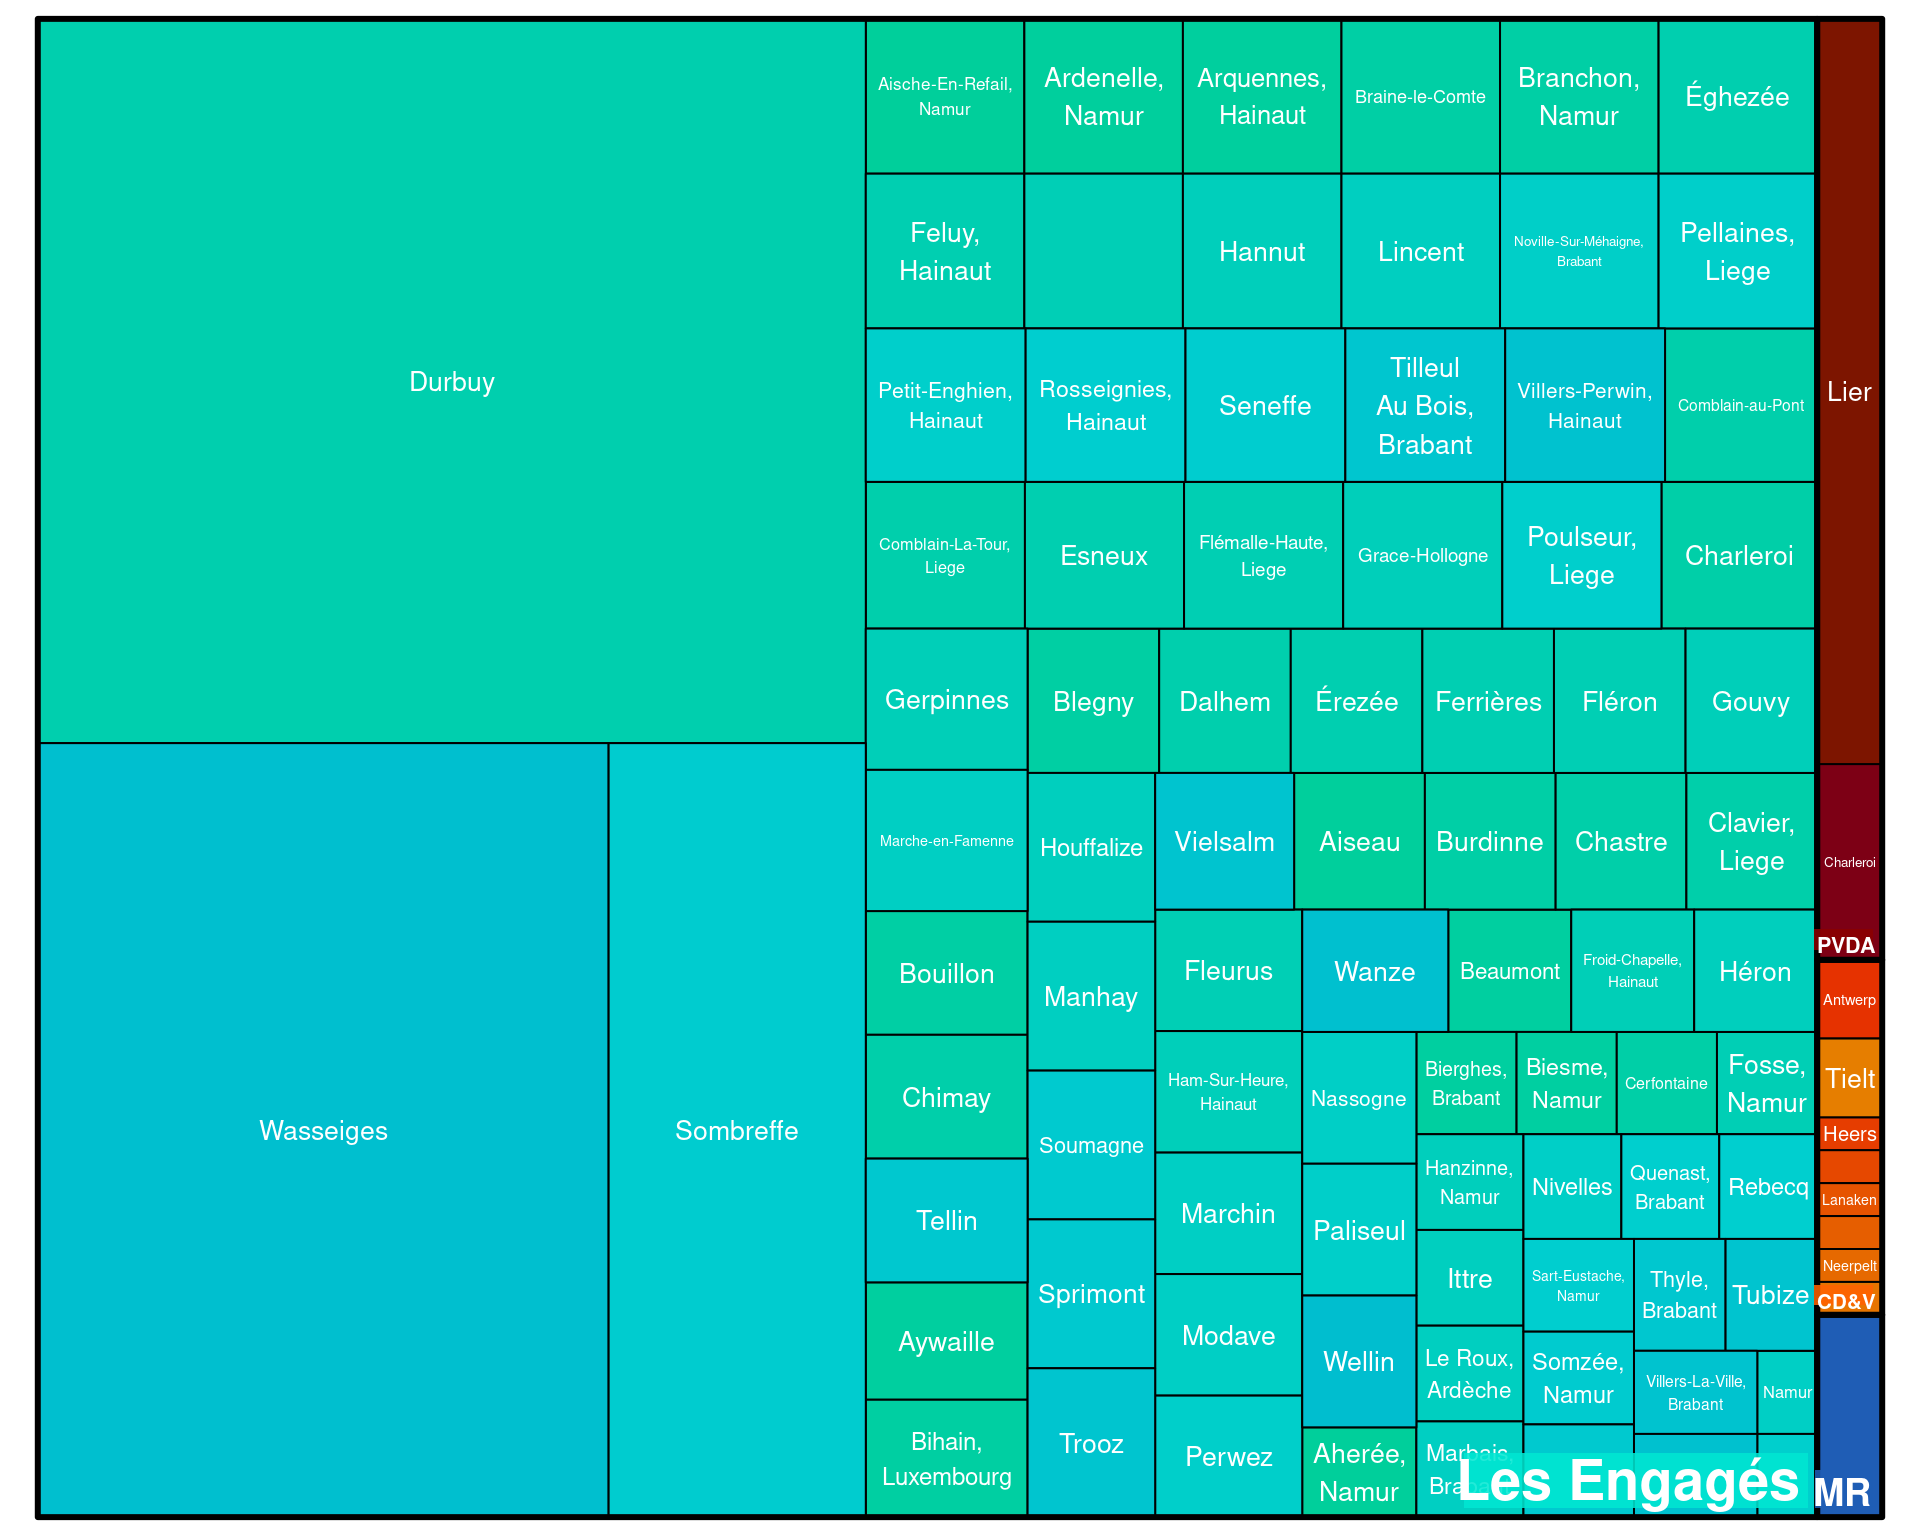 Aische-En-Refail,
Namur
Ardenelle,
Namur
Arquennes,
Hainaut
Braine-le-Comte
Branchon,
Namur
Éghezée
Feluy,
Hainaut
Hannut
Lincent
Noville-Sur-Méhaigne,
Brabant
Pellaines,
Liege
Durbuy
Petit-Enghien,
Hainaut
Rosseignies,
Hainaut
Seneffe
Tilleul
Au Bois,
Brabant
Villers-Perwin,
Hainaut
Comblain-au-Pont
Lier
Comblain-La-Tour,
Liege
Esneux
Flémalle-Haute,
Liege
Grace-Hollogne
Poulseur,
Liege
Charleroi
Gerpinnes
Blegny
Dalhem
Érezée
Ferrières
Fléron
Gouvy
Marche-en-Famenne
Houffalize
Vielsalm
Aiseau
Burdinne
Chastre
Clavier,
Liege
Charleroi
PVDA
Bouillon
Manhay
Fleurus
Wanze
Beaumont
Froid-Chapelle,
Hainaut
Héron
Antwerp
Wasseiges
Sombreffe
Chimay
Soumagne
Ham-Sur-Heure,
Hainaut
Nassogne
Bierghes,
Brabant
Biesme,
Namur
Cerfontaine
Fosse,
Namur
Tielt
Heers
Tellin
Marchin
Paliseul
Hanzinne,
Namur
Nivelles
Quenast,
Brabant
Rebecq
Lanaken
Sprimont
Modave
Ittre
Sart-Eustache,
Namur
Thyle,
Brabant
Tubize
Neerpelt
CD&V
Aywaille
Wellin
Le Roux,
Ardèche
Somzée,
Namur
Villers-La-Ville,
Brabant
Namur
Bihain,
Luxembourg
Trooz
Perwez
Aherée,
Namur
Marbais,
Les Engagés
MR